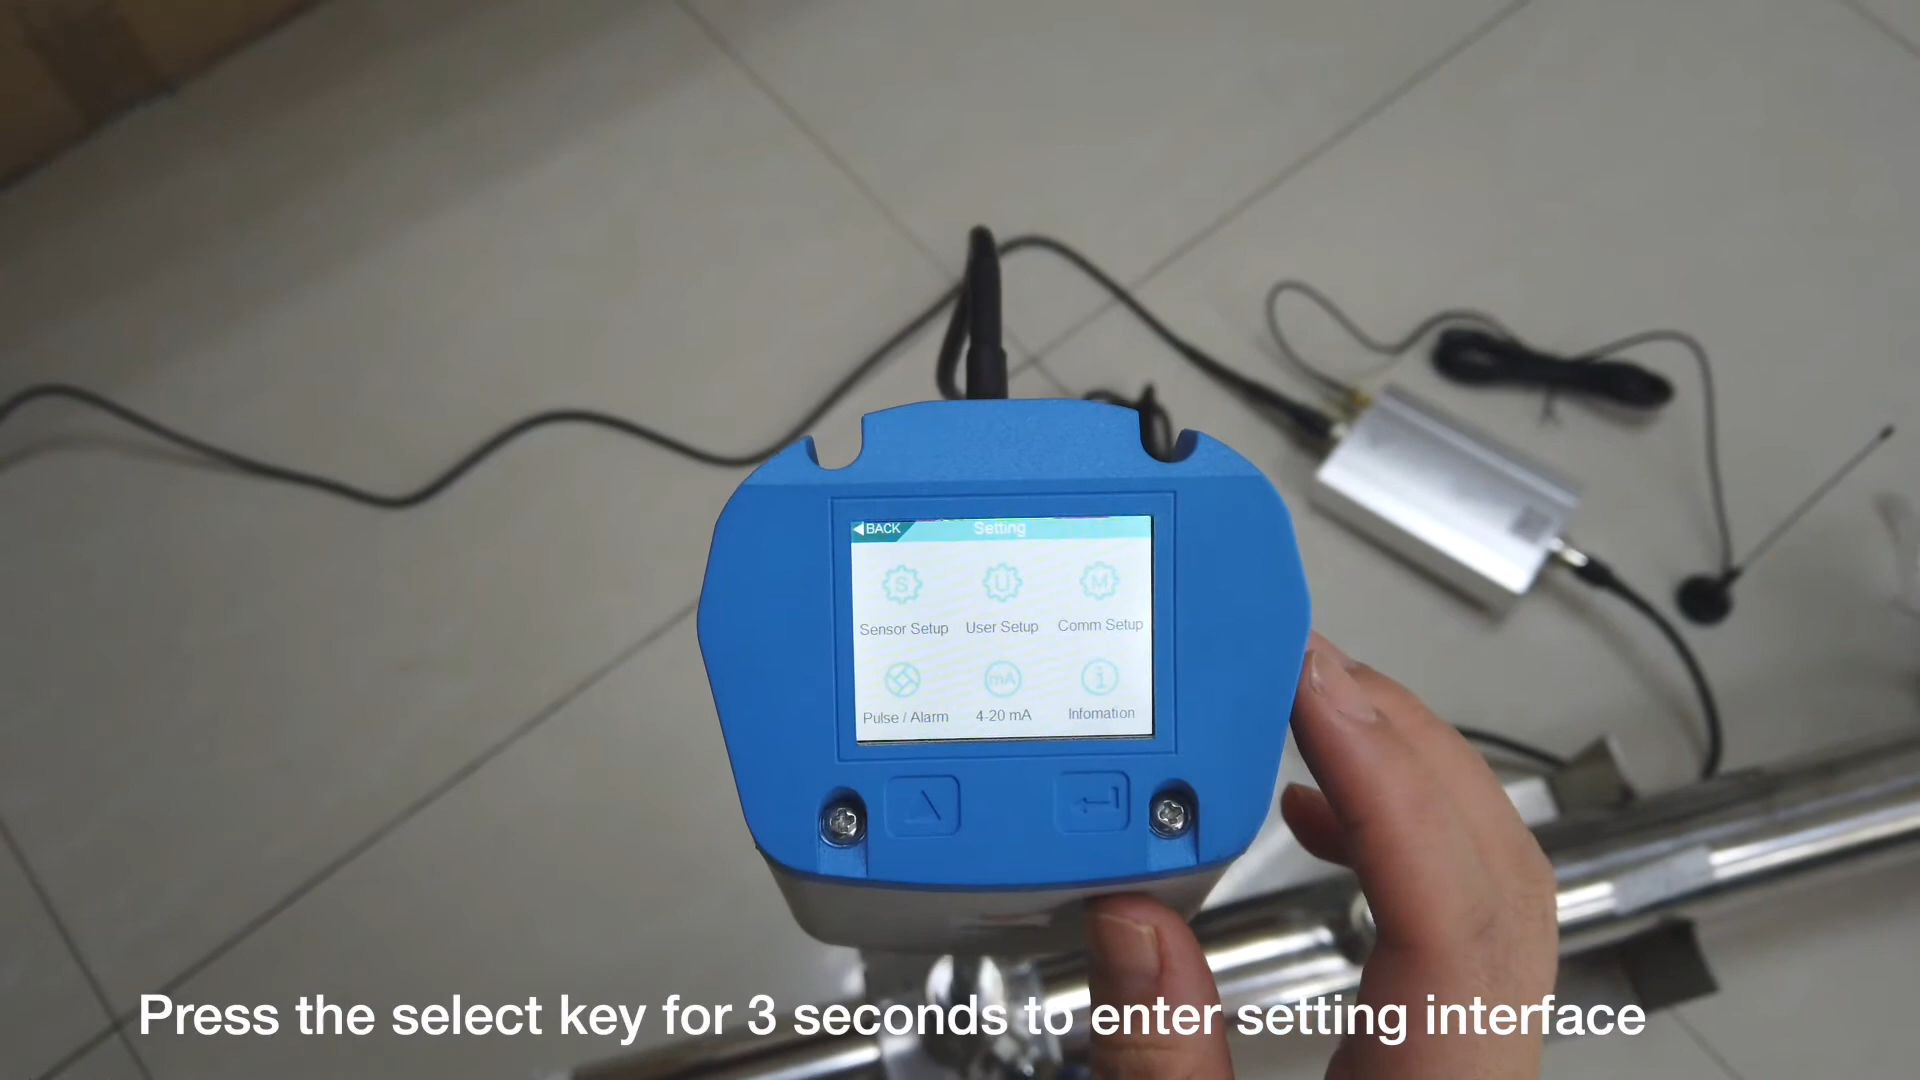 BACK
Setting
S
U
M
Sensor Setup
User Setup
Comm Setup
mA
i
Pulse / Alarm
4-20 mA
Infomation
Press the select key for 3 seconds to enter setting interface